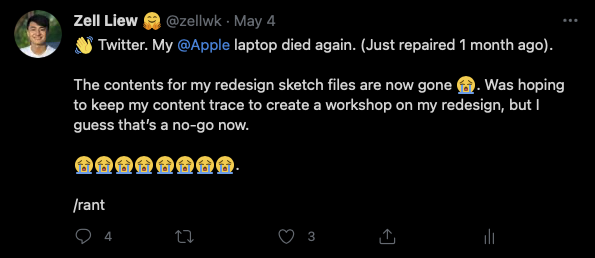 Zell Liew 🤗 @zellwk · May 4
👋 Twitter. My @Apple laptop died again. (Just repaired 1 month ago).
The contents for my redesign sketch files are now gone 😭. Was hoping
to keep my content trace to create a workshop on my redesign, but I
guess that’s a no-go now.
😭😭😭😭😭😭😭😭.
/rant
4 3